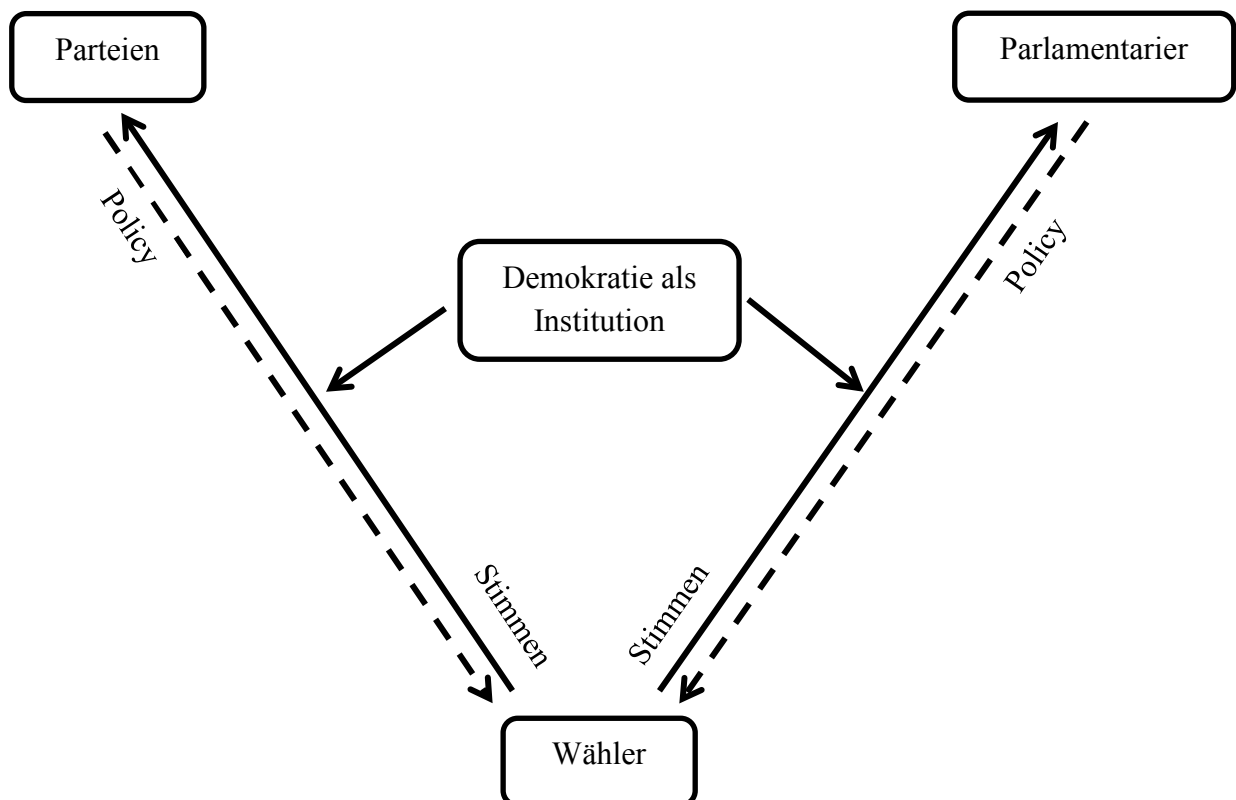 Parteien
Parlamentarier
Policy
Policy
Demokratie als
Institution
Stimmen
Stimmen
Wähler